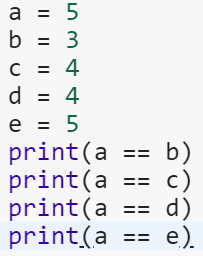 a = 5
b = 3
c = 4
d = 4
e = 5
print(a == b)
print(a == c)
print(a == d)
print(a == e)